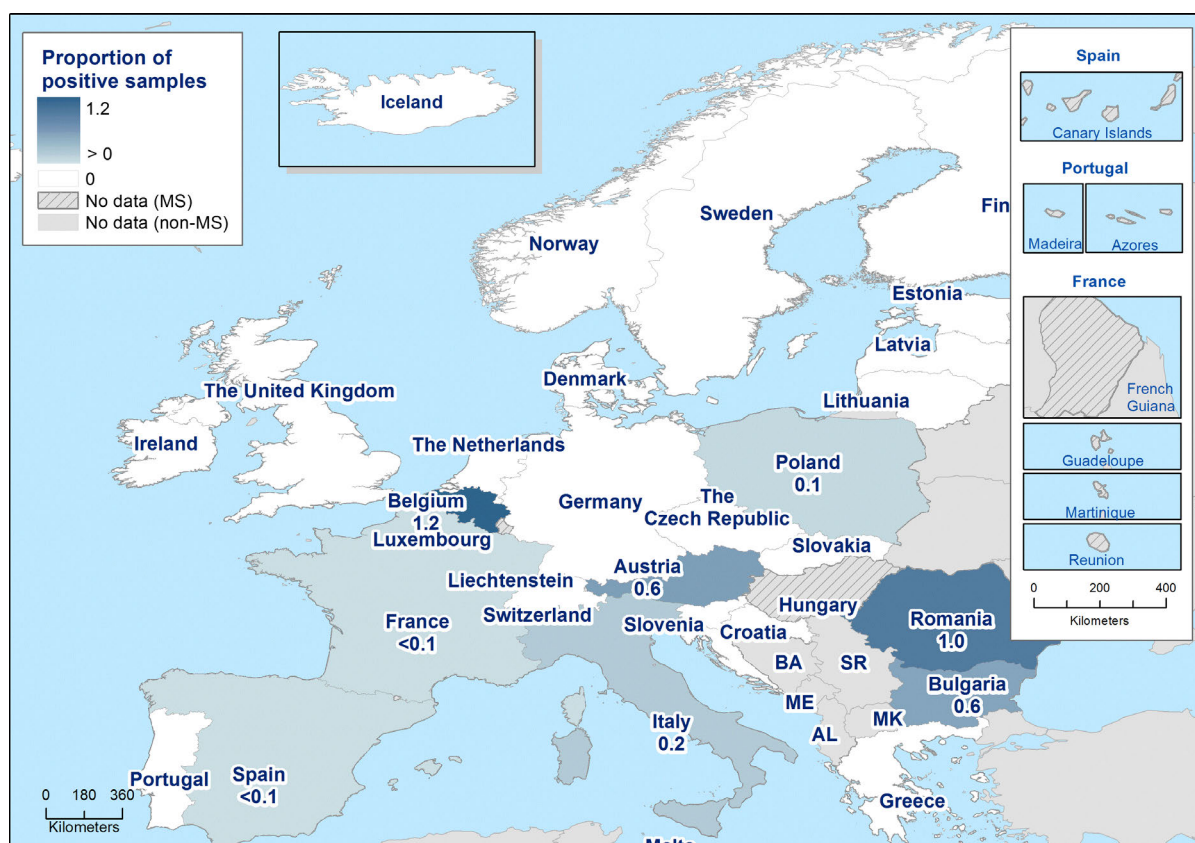 Proportion of
positive samples
1.2
> 0
0
No data (MS)
No data (non-MS)
Iceland
Norway
Sweden
Fin
Estonia
Latvia
Lithuania
Denmark
The United Kingdom
Ireland
The Netherlands
Belgium
1.2
Luxembourg
Germany
Poland
0.1
The
Czech Republic
Slovakia
Austria
0.6
Liechtenstein
Switzerland
Slovenia
Hungary
Croatia
France
<0.1
Romania
1.0
BA
SR
Bulgaria
0.6
ME
MK
AL
Italy
0.2
Portugal
Spain
<0.1
Greece
Malta
0 180 360
Kilometers
Spain
Canary Islands
Portugal
Madeira
Azores
France
French
Guiana
Guadeloupe
Martinique
Reunion
0 200 440
Kilometers